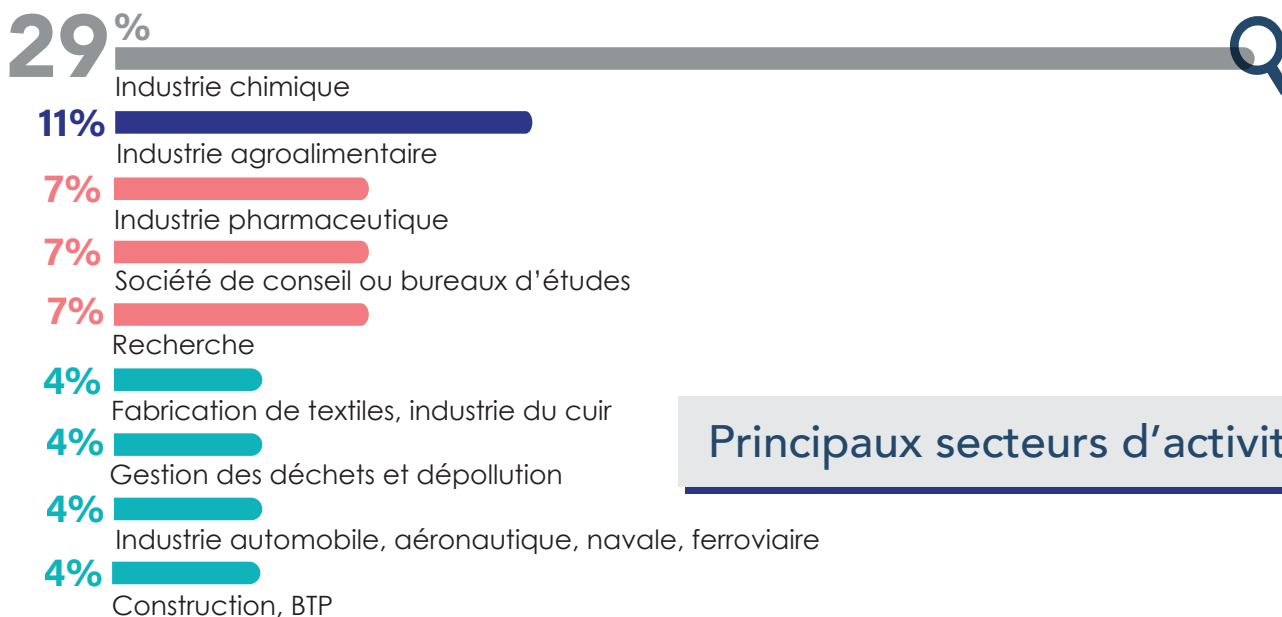 29%
Industrie chimique
11%
Industrie agroalimentaire
7%
Industrie pharmaceutique
7%
Société de conseil ou bureaux d’études
7%
Recherche
4%
Fabrication de textiles, industrie du cuir
4%
Gestion des déchets et dépollution
4%
Industrie automobile, aéronautique, navale, ferroviaire
4%
Construction, BTP
Principaux secteurs d’activit